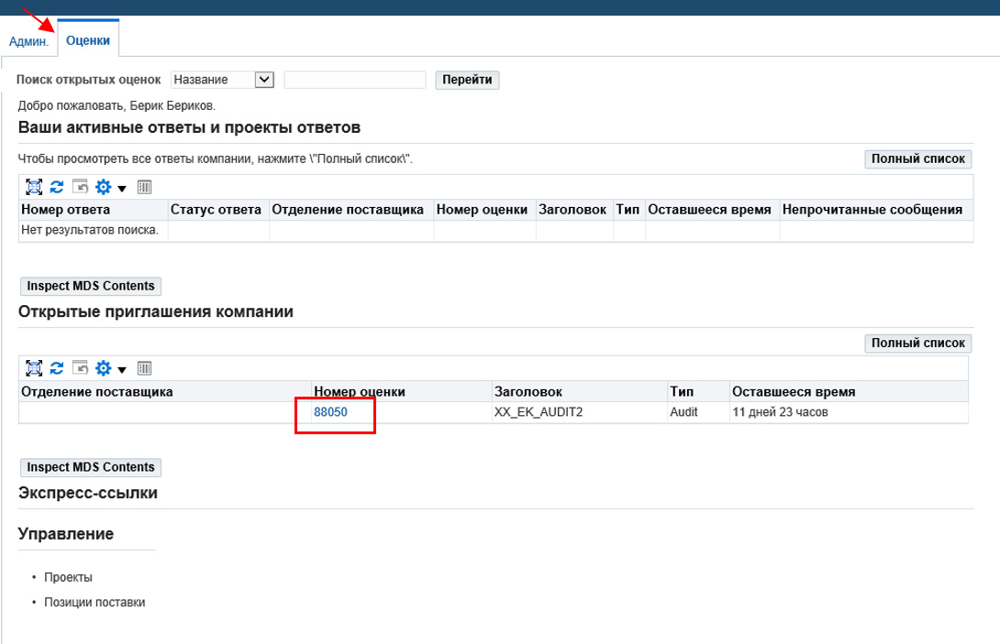 Админ. Оценки
Поиск открытых оценок Название Перейти
Добро пожаловать, Берик Бериков.
Ваши активные ответы и проекты ответов
Чтобы просмотреть все ответы компании, нажмите \"Полный список\". Полный список
Номер ответа Статус ответа Отделение поставщика Номер оценки Заголовок Тип Оставшееся время Непрочитанные сообщения
Нет результатов поиска.
Inspect MDS Contents
Открытые приглашения компании
Полный список
Отделение поставщика Номер оценки Заголовок Тип Оставшееся время
88050 XX_EK_AUDIT2 Audit 11 дней 23 часов
Inspect MDS Contents
Экспресс-ссылки
Управление
• Проекты
• Позиции поставки